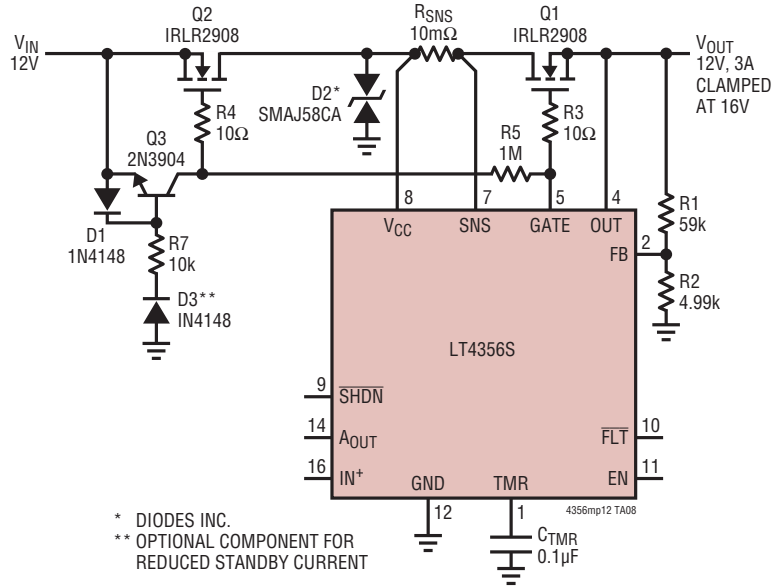 Q2
IRLR2908
RSNS
10mΩ
Q1
IRLR2908
VIN
12V
VOUT
12V, 3A
CLAMPED
AT 16V
D2*
SMAJ58CA
R4
10Ω
R3
10Ω
Q3
2N3904
R5
1M
D1
1N4148
R7
10k
D3**
IN4148
R1
59k
R2
4.99k
8
7
5
4
VCC
SNS
GATE
OUT
FB
2
LT4356S
9
SHDN
14
AOUT
16
IN+
FLT
10
EN
11
GND
TMR
12
1
4356mp12 TA08
CTMR
0.1µF
* DIODES INC.
** OPTIONAL COMPONENT FOR
REDUCED STANDBY CURRENT